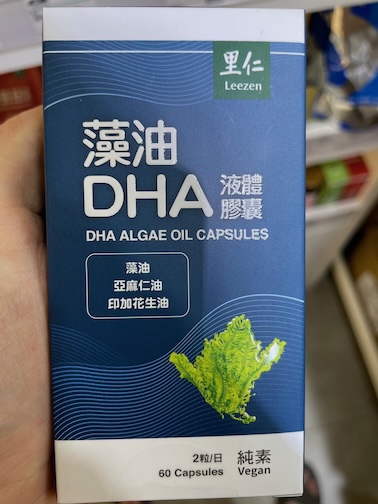 里仁
Leezen
藻油
DHA 液體膠囊
DHA ALGAE OIL CAPSULES
藻油
亞麻仁油
印加花生油
2粒/日
60 Capsules
純素
Vegan